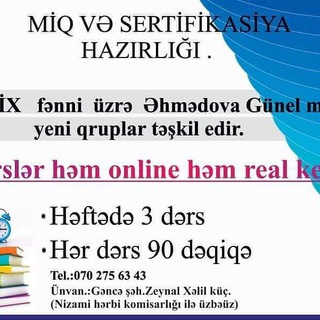 MİQ VƏ SERTİFİKASİYA
HAZIRLIĞI .
fənni üzrə Əhmədova Günel
yeni qruplar təşkil edir.
həm online həm real
• Həftədə 3 dərs
• Hər dərs 90 dəqiqə
Tel.:070 275 63 43
Ünvan.:Gəncə şəh.Zeynal Xəlil küç.
(Nizami hərbi komisarlığı ilə üzbəüz)